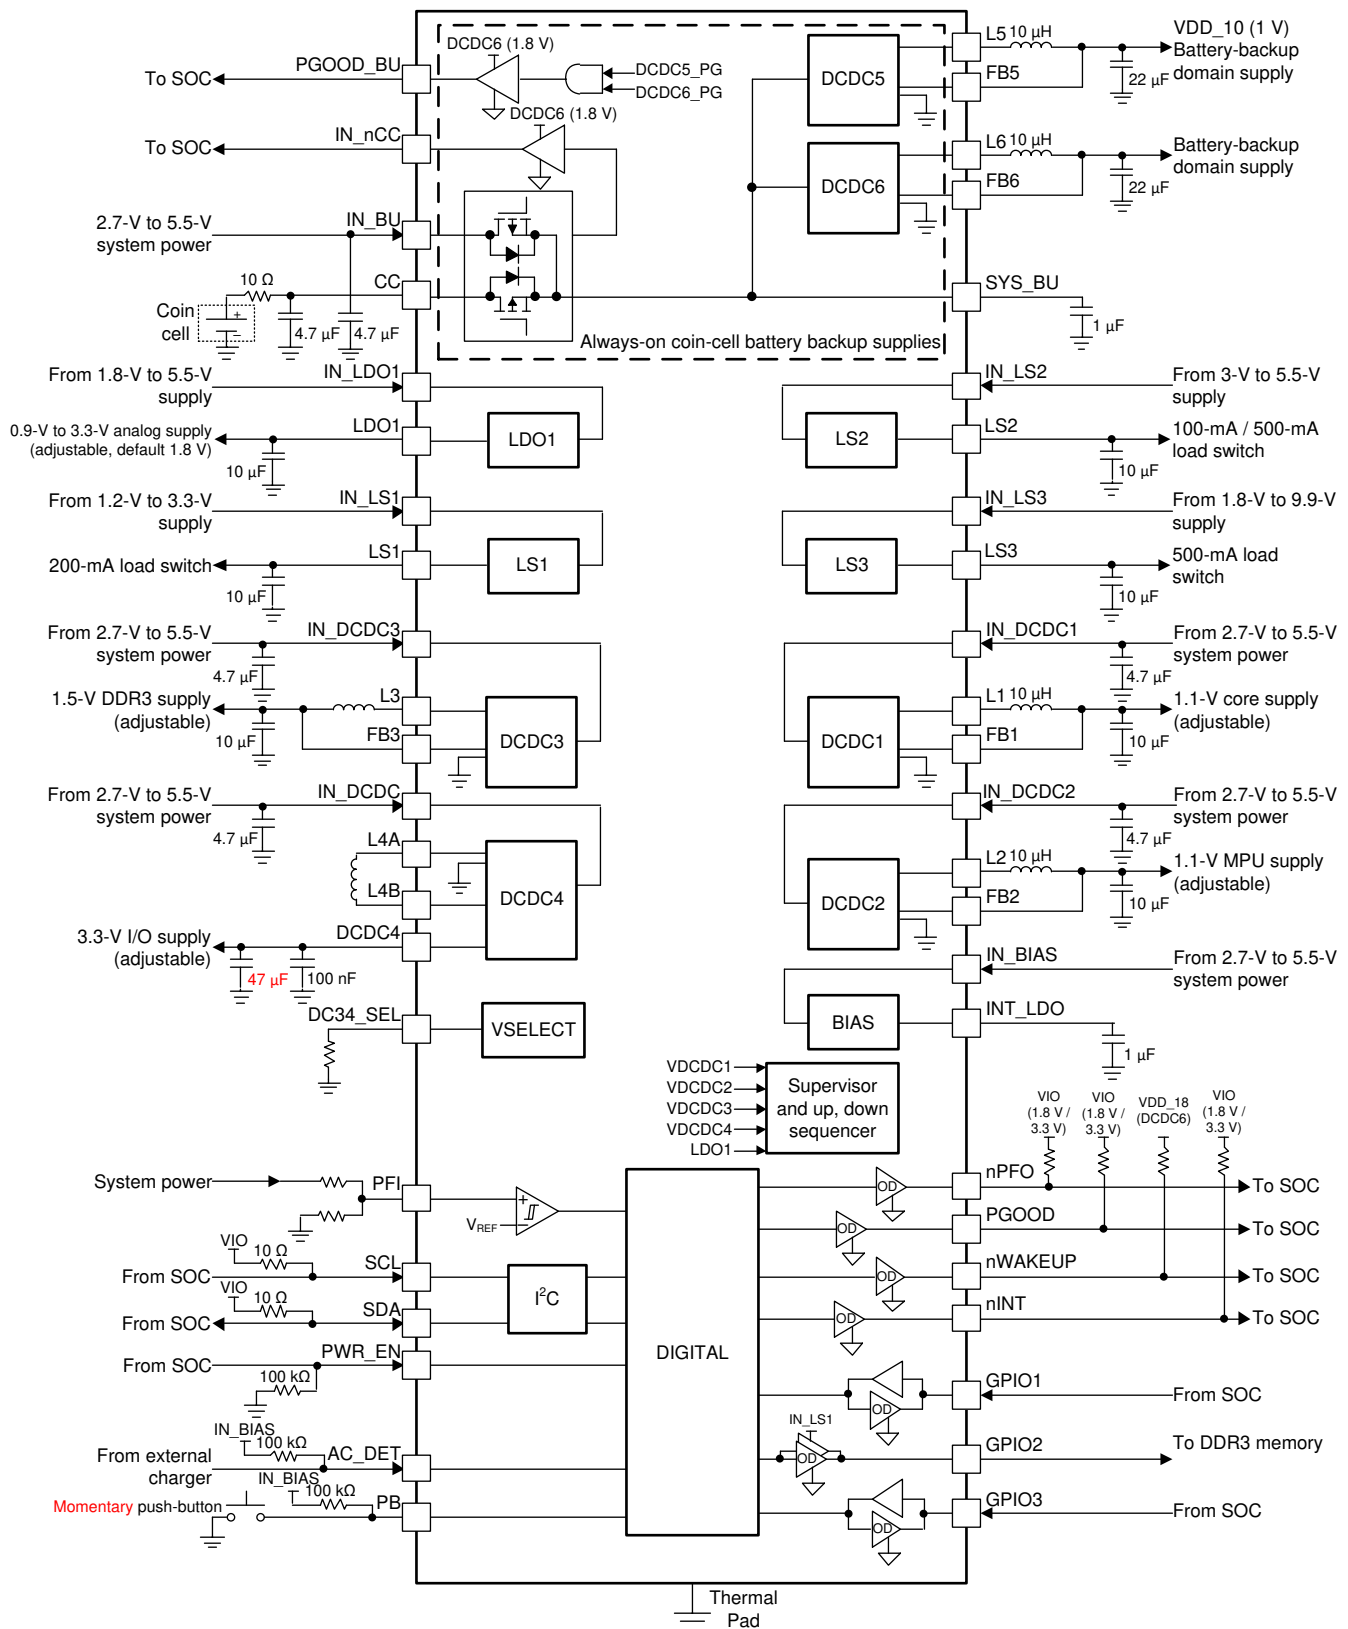 DCDC6 (1.8 V)
PGOOD_BU
To SOC
DCDC5_PG
DCDC6_PG
DCDC5
L5
10 µH
FB5
22 µF
VDD_10 (1 V)
Battery-backup
domain supply
IN_nCC
To SOC
DCDC6 (1.8 V)
DCDC6
L6
10 µH
FB6
22 µF
Battery-backup
domain supply
2.7-V to 5.5-V
system power
IN_BU
10 Ω
CC
Coin
cell
+
−
4.7 µF
4.7 µF
SYS_BU
1 µF
Always-on coin-cell battery backup supplies
From 1.8-V to 5.5-V
supply
IN_LDO1
0.9-V to 3.3-V analog supply
(adjustable, default 1.8 V)
LDO1
10 µF
LDO1
IN_LS2
From 3-V to 5.5-V
supply
LS2
LS2
100-mA / 500-mA
load switch
10 µF
From 1.2-V to 3.3-V
supply
IN_LS1
200-mA load switch
LS1
10 µF
LS1
IN_LS3
From 1.8-V to 9.9-V
supply
LS3
LS3
500-mA load
switch
10 µF
From 2.7-V to 5.5-V
system power
IN_DCDC3
4.7 µF
1.5-V DDR3 supply
(adjustable)
L3
10 µF
FB3
DCDC3
IN_DCDC1
From 2.7-V to 5.5-V
system power
4.7 µF
DCDC1
L1
10 µH
FB1
1.1-V core supply
(adjustable)
10 µF
From 2.7-V to 5.5-V
system power
IN_DCDC
4.7 µF
L4A
L4B
DCDC4
3.3-V I/O supply
(adjustable)
DCDC4
47 µF
100 nF
IN_DCDC2
From 2.7-V to 5.5-V
system power
4.7 µF
DCDC2
L2
10 µH
FB2
1.1-V MPU supply
(adjustable)
10 µF
DC34_SEL
VSELECT
IN_BIAS
From 2.7-V to 5.5-V
system power
BIAS
INT_LDO
1 µF
VDCDC1
VDCDC2
VDCDC3
VDCDC4
LDO1
Supervisor
and up, down
sequencer
VIO
(1.8 V /
3.3 V)
VIO
(1.8 V /
3.3 V)
VDD_18
(DCDC6)
VIO
(1.8 V /
3.3 V)
System power
PFI
VREF
+
−
OD
nPFO
To SOC
OD
PGOOD
To SOC
VIO
10 Ω
From SOC
SCL
I2C
OD
nWAKEUP
To SOC
VIO
10 Ω
From SOC
SDA
OD
nINT
To SOC
From SOC
PWR_EN
100 kΩ
DIGITAL
OD
GPIO1
From SOC
IN_BIAS
100 kΩ
From external
charger
AC_DET
IN_LS1
OD
GPIO2
To DDR3 memory
IN_BIAS
100 kΩ
Momentary push-button
PB
OD
GPIO3
From SOC
Thermal
Pad